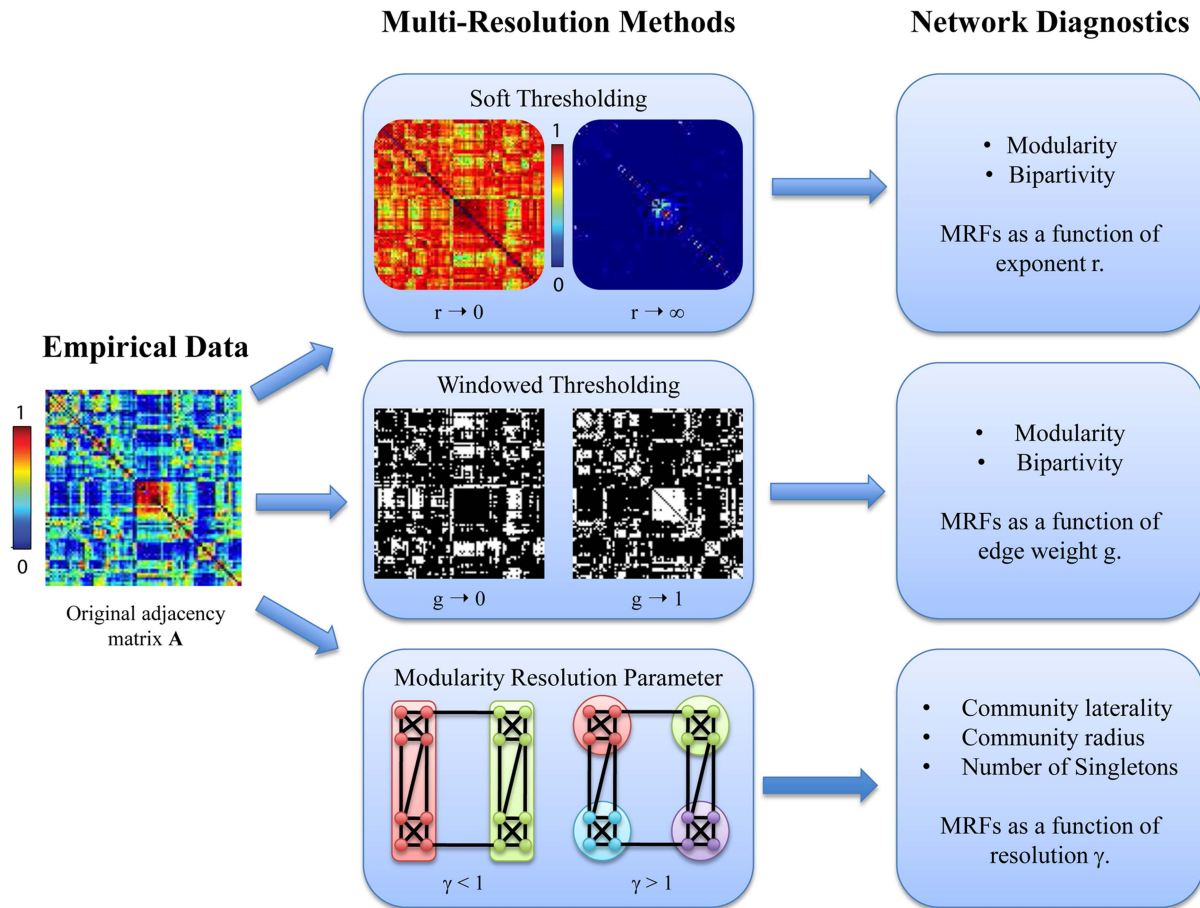 Multi-Resolution Methods
Network Diagnostics
Soft Thresholding
1
0
r → 0
r → ∞
• Modularity
• Bipartivity
MRFs as a function of
exponent r.
Empirical Data
1
0
Original adjacency
matrix A
Windowed Thresholding
g → 0
g → 1
• Modularity
• Bipartivity
MRFs as a function of
edge weight g.
Modularity Resolution Parameter
γ < 1
γ > 1
• Community laterality
• Community radius
• Number of Singletons
MRFs as a function of
resolution γ.